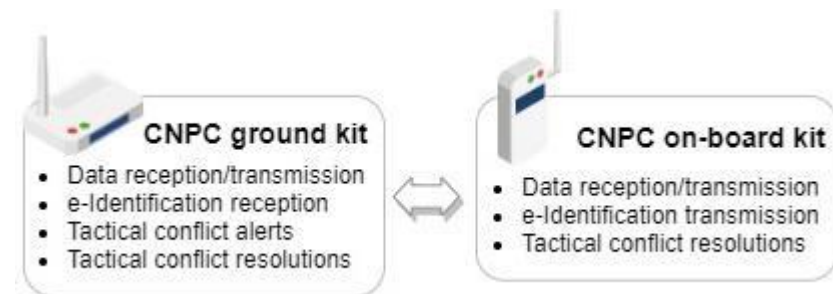 CNPC ground kit
• Data reception/transmission
• e-Identification reception
• Tactical conflict alerts
• Tactical conflict resolutions
CNPC on-board kit
• Data reception/transmission
• e-Identification transmission
• Tactical conflict resolutions